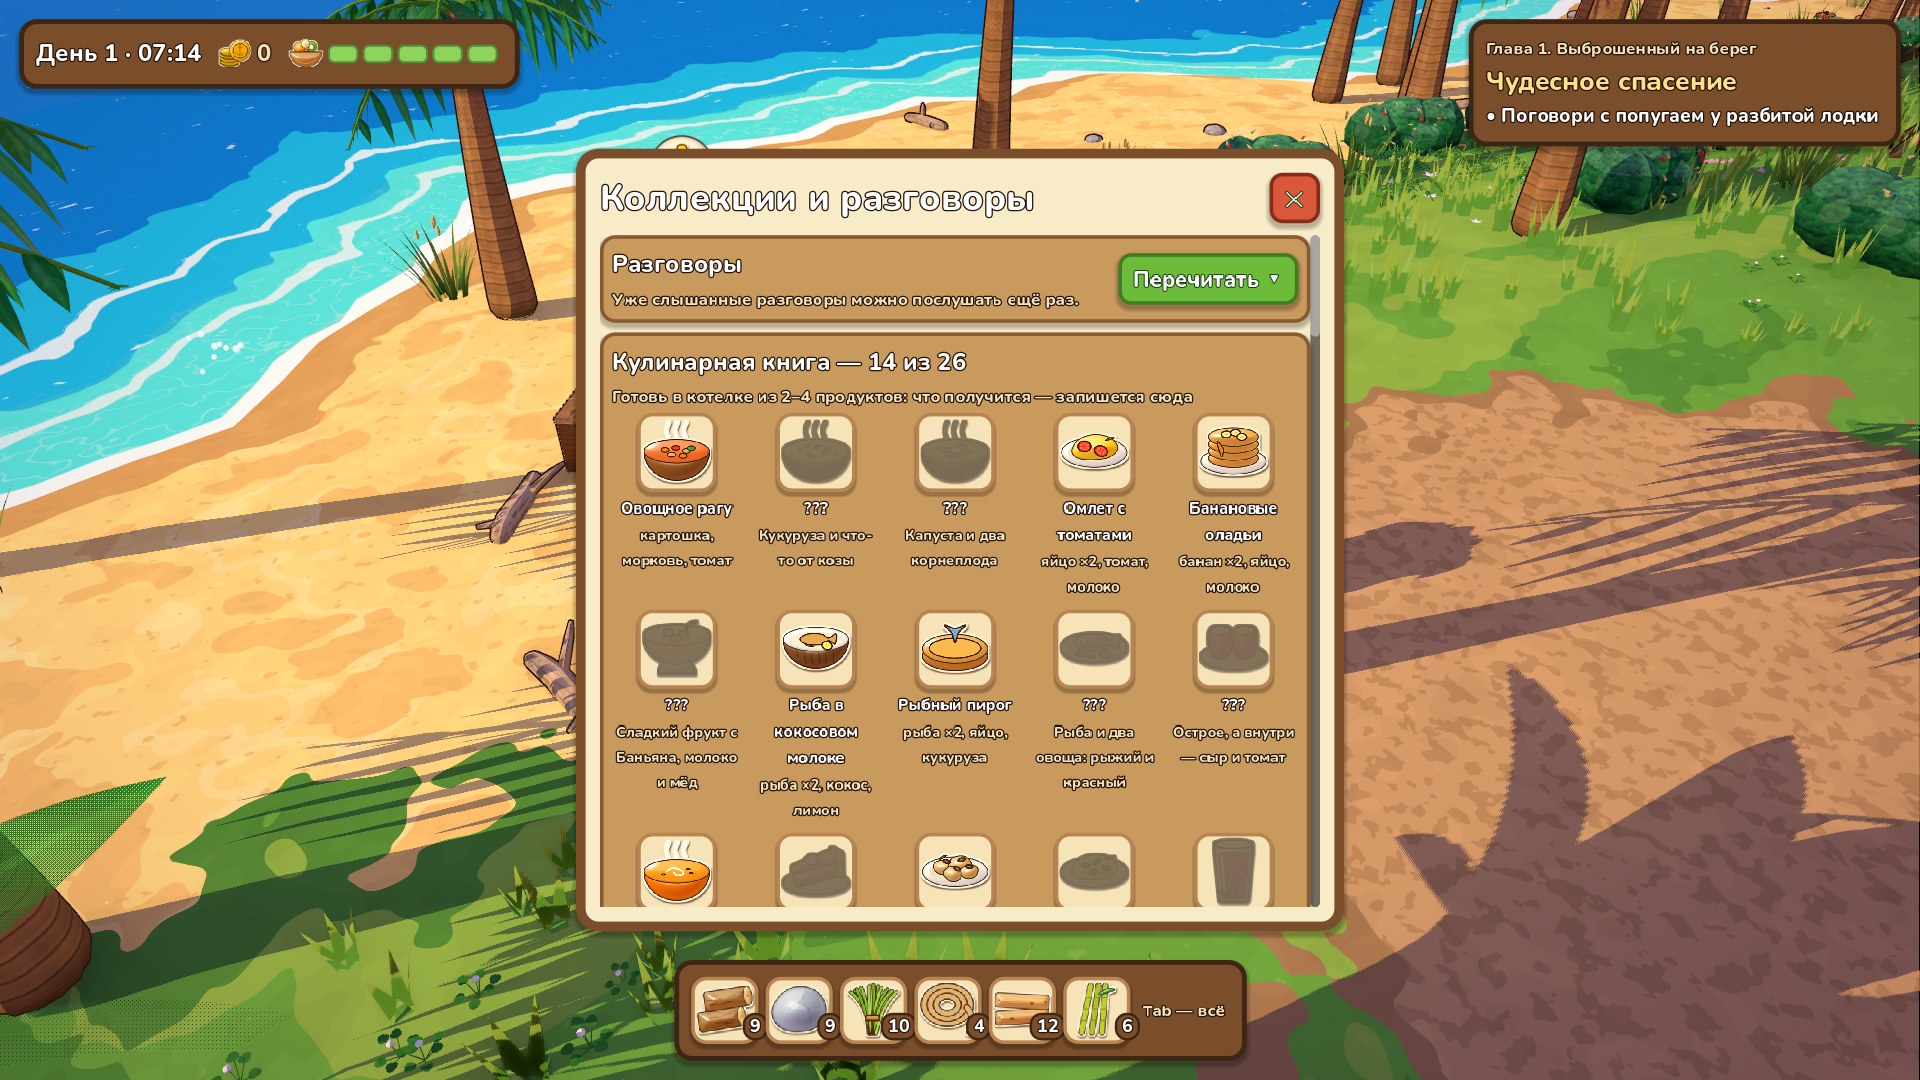 День 1 · 07:14
0
Глава 1. Выброшенный на берег
Чудесное спасение
• Поговори с попугаем у разбитой лодки
Коллекции и разговоры
Разговоры
Уже слышанные разговоры можно послушать ещё раз.
Перечитать ▼
Кулинарная книга — 14 из 26
Готовь в котелке из 2–4 продуктов: что получится — запишется сюда
Овощное рагу
картошка,
морковь, томат
???
Кукуруза и что-
то от козы
???
Капуста и два
корнеплода
Омлет с
томатами
яйцо ×2, томат,
молоко
Банановые
оладьи
банан ×2, яйцо,
молоко
???
Сладкий фрукт с
Баньяна, молоко
и мёд
Рыба в
кокосовом
молоке
рыба ×2, кокос,
лимон
Рыбный пирог
рыба ×2, яйцо,
кукуруза
???
Рыба и два
овоща: рыжий и
красный
???
Острое, а внутри
— сыр и томат
9
9
10
4
12
6
Tab — всё